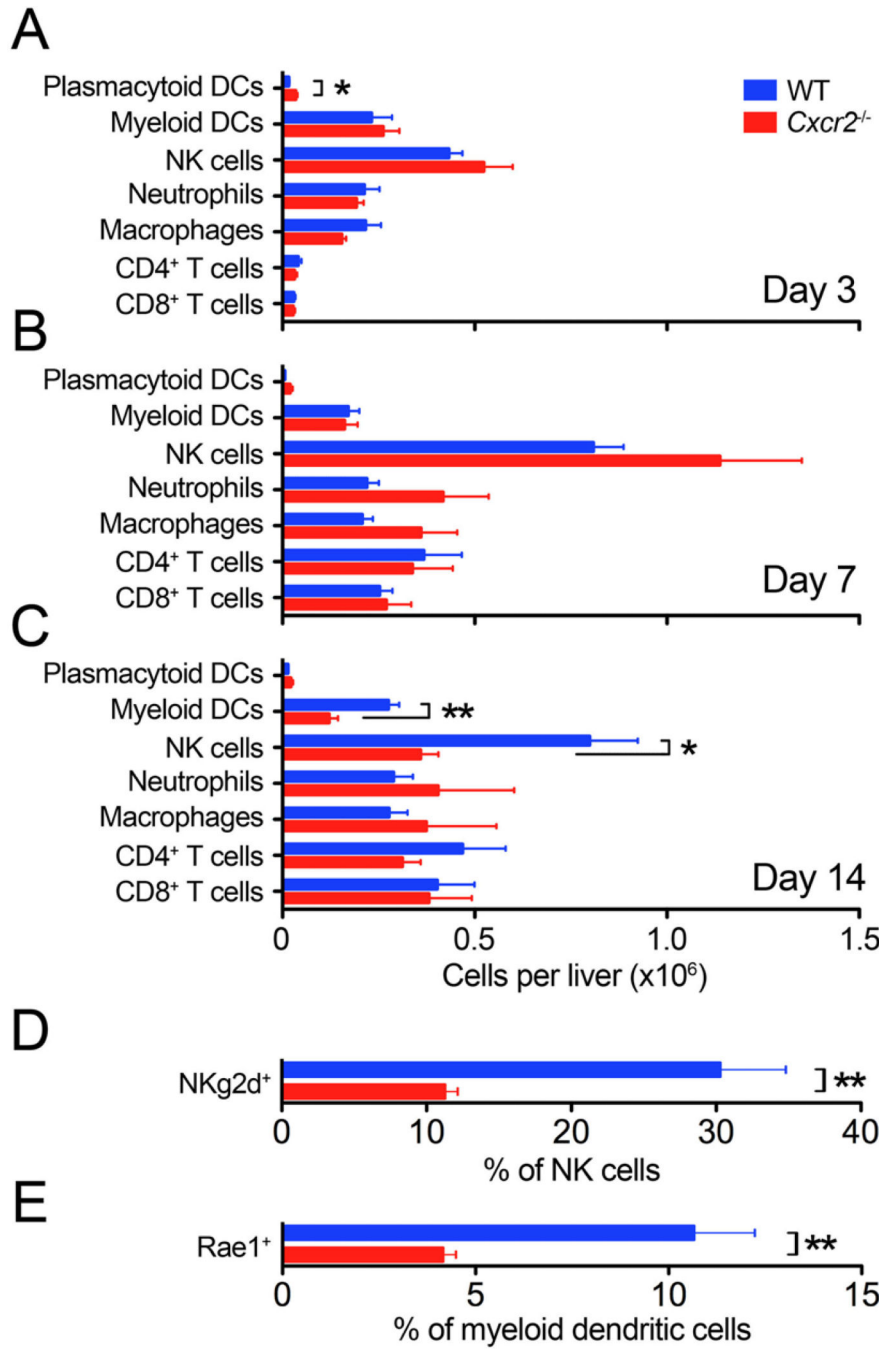 A
Plasmacytoid DCs
*
WT
Myeloid DCs
Cxcr2-/-
NK cells
Neutrophils
Macrophages
CD4+ T cells
CD8+ T cells
Day 3
B
Plasmacytoid DCs
Myeloid DCs
NK cells
Neutrophils
Macrophages
CD4+ T cells
CD8+ T cells
Day 7
C
Plasmacytoid DCs
Myeloid DCs
**
NK cells
*
Neutrophils
Macrophages
CD4+ T cells
CD8+ T cells
Day 14
0 0.5 1.0 1.5
Cells per liver (x10⁶)
D
NKg2d+
**
0 10 20 30 40
% of NK cells
E
Rae1+
**
0 5 10 15
% of myeloid dendritic cells